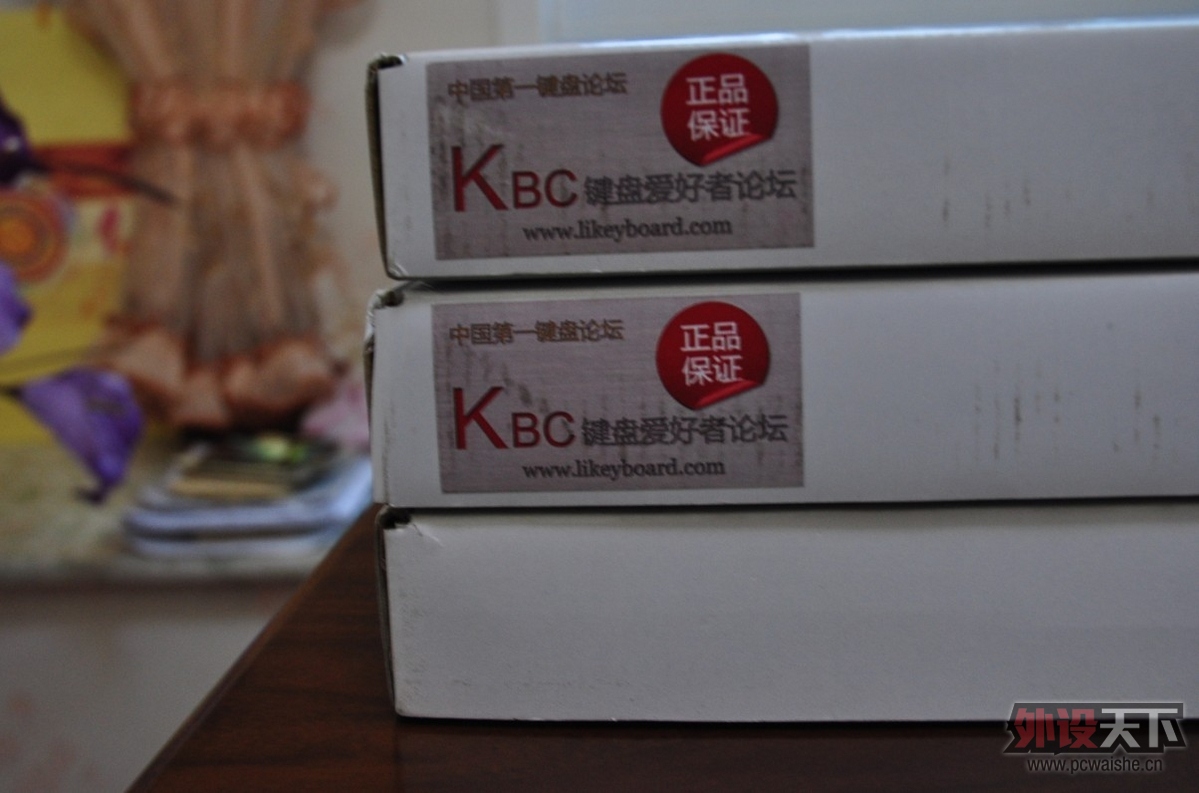 中国第一键盘论坛
正品
保证
KBC 键盘爱好者论坛
www.likeyboard.com
中国第一键盘论坛
正品
保证
KBC 键盘爱好者论坛
www.likeyboard.com
外设天下
www.pcwaishe.cn